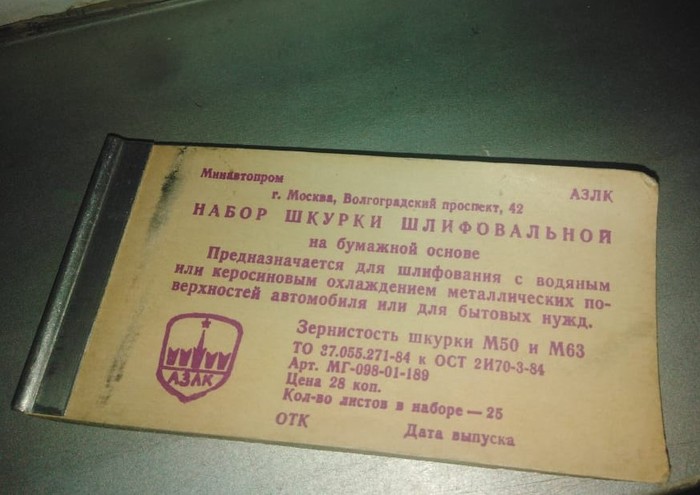 Минавтопром
АЗЛК
г. Москва, Волгоградский проспект, 42
НАБОР ШКУРКИ ШЛИФОВАЛЬНОЙ
на бумажной основе
Предназначается для шлифования с водяным
или керосиновым охлаждением металлических по-
верхностей автомобиля или для бытовых нужд.
АЗЛК
Зернистость шкурки М50 и М63
ТО 37.055.271-84 к ОСТ 2И70-3-84
Арт. МГ-098-01-189
Цена 28 коп.
Кол-во листов в наборе — 25
ОТК
Дата выпуска